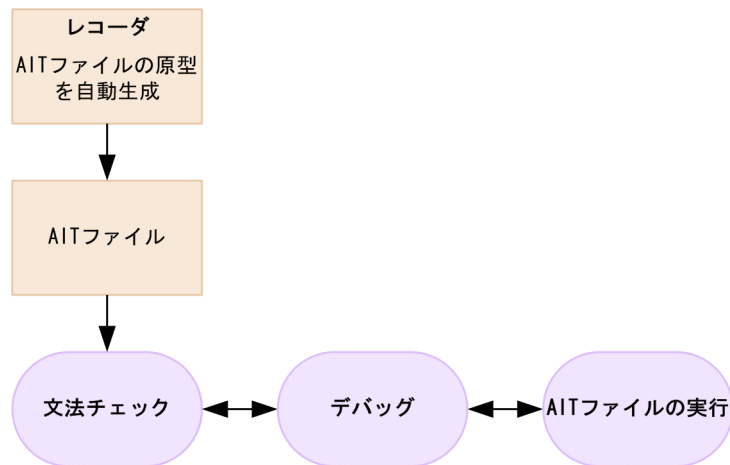 レコーダ
AITファイルの原型
を自動生成
AITファイル
文法チェック
デバッグ
AITファイルの実行